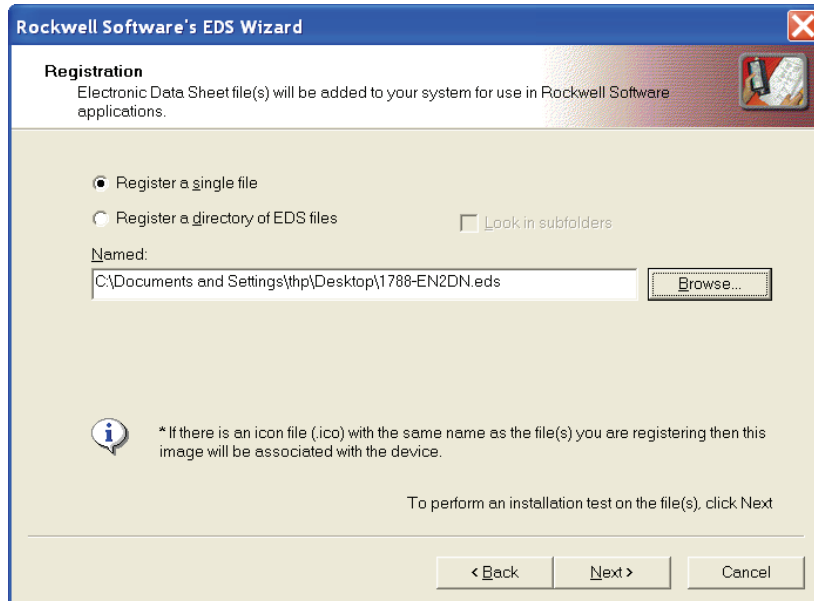 Rockwell Software's EDS Wizard
Registration
Electronic Data Sheet file(s) will be added to your system for use in Rockwell Software
applications.
Register a single file
Register a directory of EDS files
Look in subfolders
Named:
C:\Documents and Settings\thp\Desktop\1788-EN2DN.eds
Browse...
* If there is an icon file (.ico) with the same name as the file(s) you are registering then this
image will be associated with the device.
To perform an installation test on the file(s), click Next
< Back
Next >
Cancel